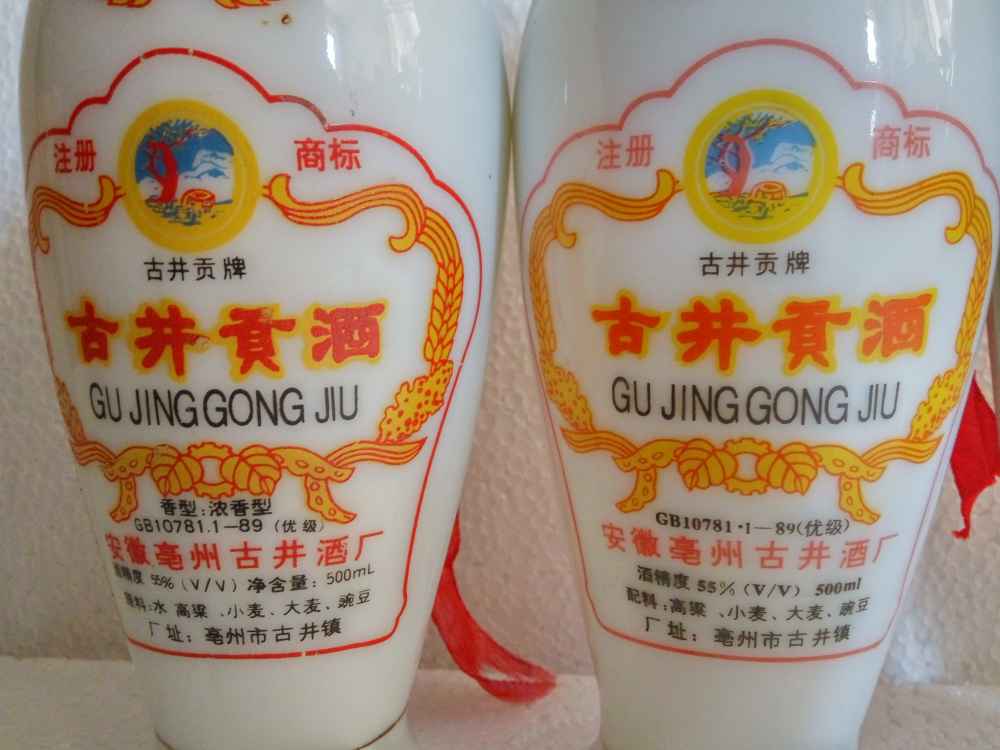 注册 商标
古井贡牌
古井贡酒
GU JING GONG JIU
香型:浓香型
GB10781.1-89(优级)
安徽亳州古井酒厂
精度 55%(V/V) 净含量: 500mL
原料:水 高粱、小麦、大麦、豌豆
厂址: 亳州市古井镇
注册 商标
古井贡牌
古井贡酒
GU JING GONG JIU
GB10781·1—89(优级)
安徽亳州古井酒厂
酒精度 55%(V/V) 500ml
配料:高粱、小麦、大麦、豌豆
厂址: 亳州市古井镇